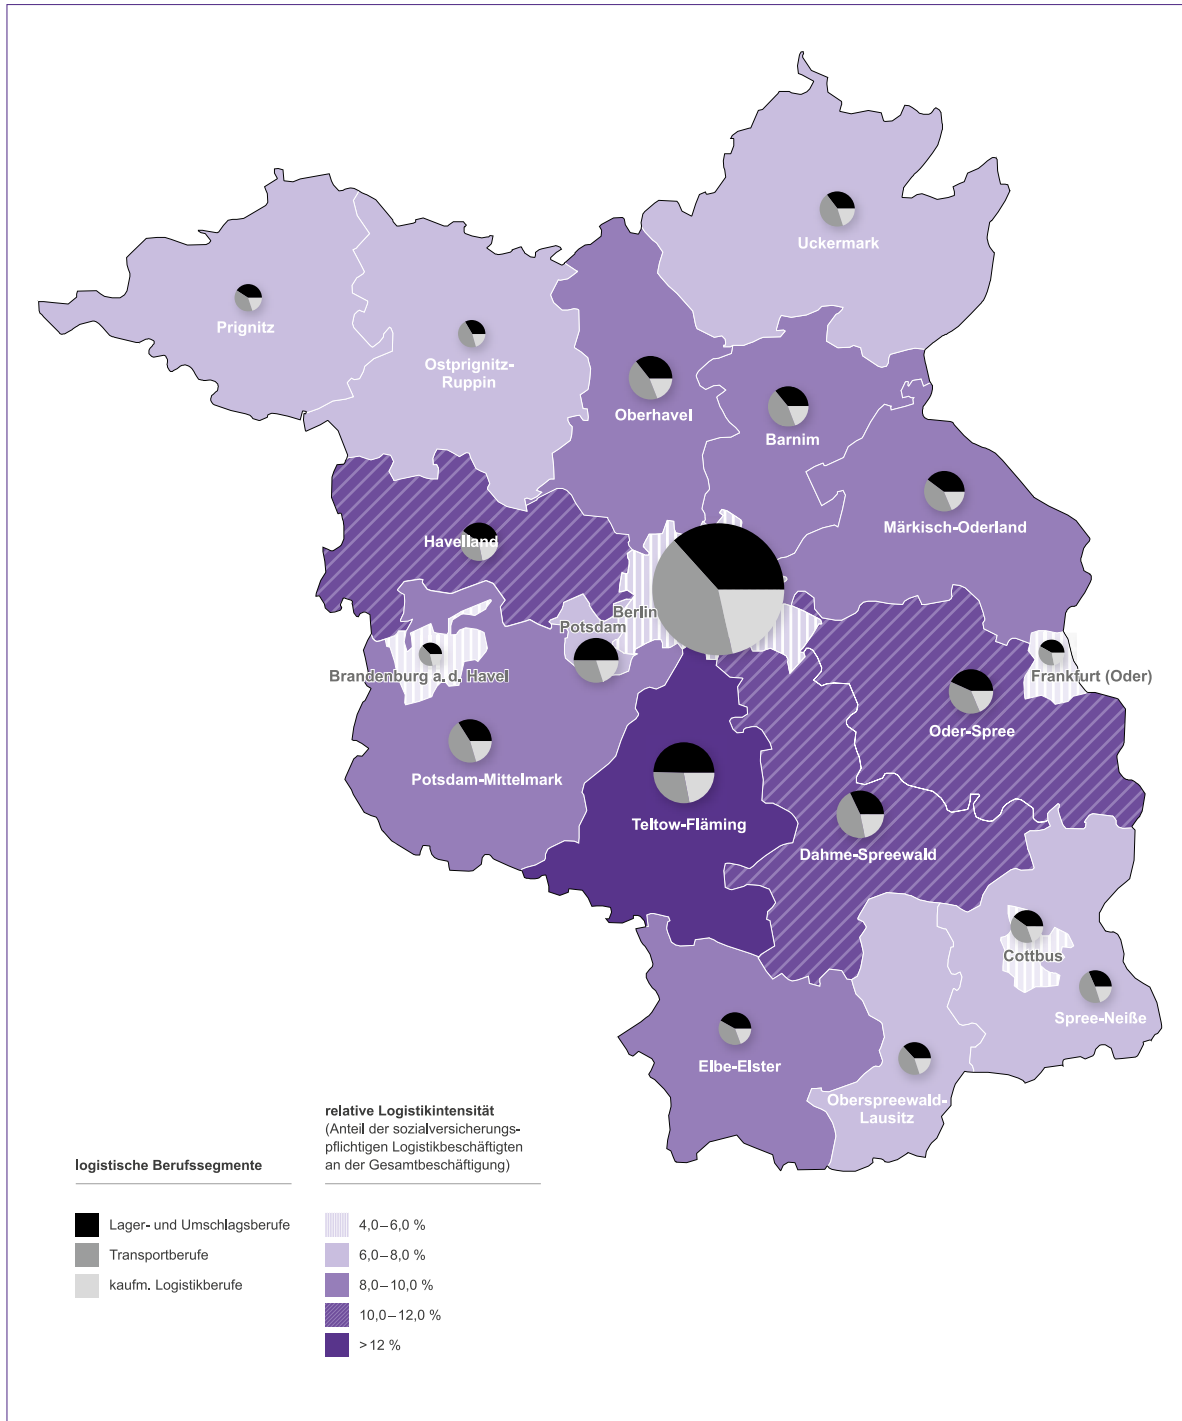 Uckermark
Prignitz
Ostprignitz-
Ruppin
Oberhavel
Barnim
Märkisch-Oderland
Havelland
Berlin
Potsdam
Brandenburg a. d. Havel
Frankfurt (Oder)
Oder-Spree
Potsdam-Mittelmark
Teltow-Fläming
Dahme-Spreewald
Cottbus
Spree-Neiße
Elbe-Elster
Oberspreewald-
Lausitz
logistische Berufssegmente
Lager- und Umschlagsberufe
Transportberufe
kaufm. Logistikberufe
relative Logistikintensität
(Anteil der sozialversicherungs-
pflichtigen Logistikbeschäftigten
an der Gesamtbeschäftigung)
4,0–6,0 %
6,0–8,0 %
8,0–10,0 %
10,0–12,0 %
>12 %